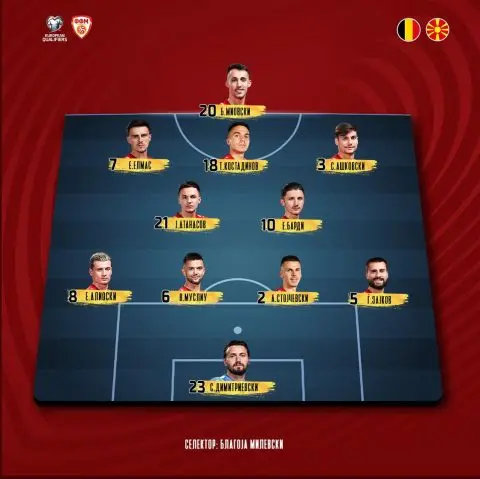 EUROPEAN
QUALIFIERS
20 Б.МИОВСКИ
7 Е.ЕЛМАС
18 Т.КОСТАДИНОВ
3 С.АШКОВСКИ
21 Ј.АТАНАСОВ
10 Е.БАРДИ
8 Е.АЛИОСКИ
6 В.МУСЛИУ
2 А.СТОЈЧЕВСКИ
5 Г.ЗАЈКОВ
23 С.ДИМИТРИЕВСКИ
СЕЛЕКТОР: БЛАГОЈА МИЛЕВСКИ